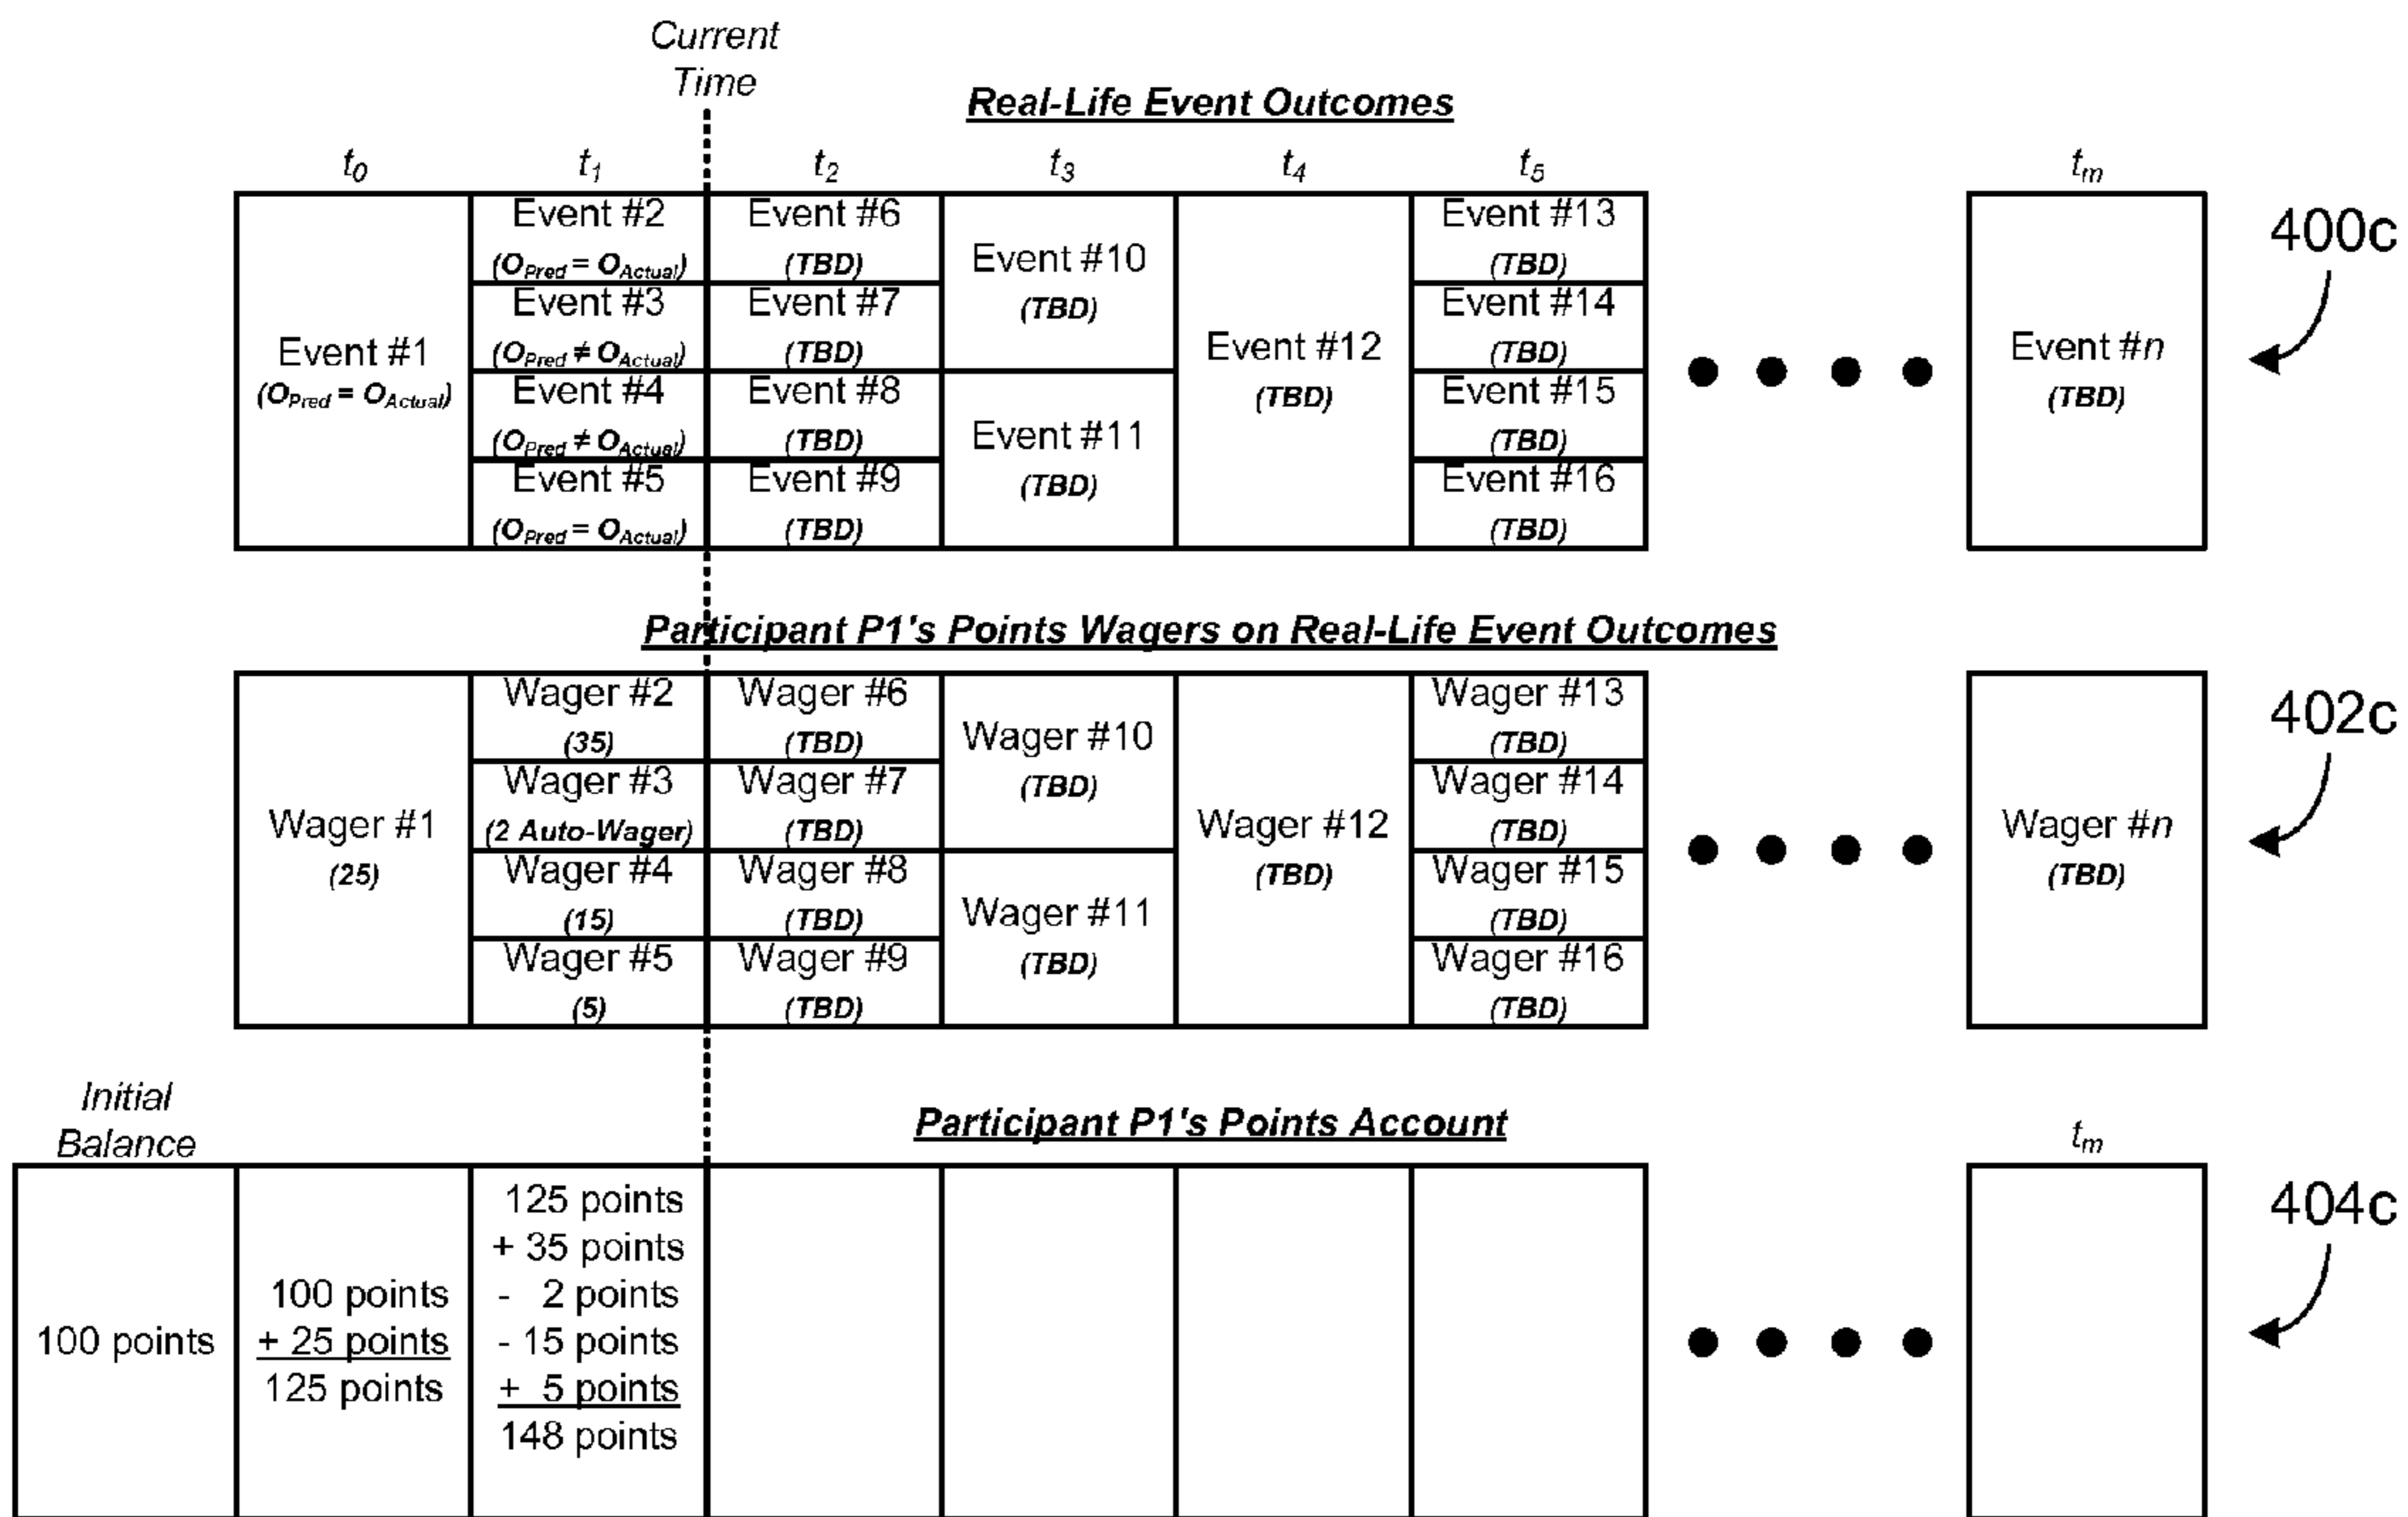 Current
Time
Real-Life Event Outcomes
t0 t1 t2 t3 t4 t5 tm
Event #1
(OPred = OActual)
Event #2
(OPred = OActual)
Event #3
(OPred ≠ OActual)
Event #4
(OPred ≠ OActual)
Event #5
(OPred = OActual)
Event #6
(TBD)
Event #7
(TBD)
Event #8
(TBD)
Event #9
(TBD)
Event #10
(TBD)
Event #11
(TBD)
Event #12
(TBD)
Event #13
(TBD)
Event #14
(TBD)
Event #15
(TBD)
Event #16
(TBD)
Event #n
(TBD)
400c
Participant P1's Points Wagers on Real-Life Event Outcomes
Wager #1
(25)
Wager #2
(35)
Wager #3
(2 Auto-Wager)
Wager #4
(15)
Wager #5
(5)
Wager #6
(TBD)
Wager #7
(TBD)
Wager #8
(TBD)
Wager #9
(TBD)
Wager #10
(TBD)
Wager #11
(TBD)
Wager #12
(TBD)
Wager #13
(TBD)
Wager #14
(TBD)
Wager #15
(TBD)
Wager #16
(TBD)
Wager #n
(TBD)
402c
Initial
Balance
Participant P1's Points Account
tm
100 points
100 points
+ 25 points
125 points
125 points
+ 35 points
- 2 points
- 15 points
+ 5 points
148 points
404c